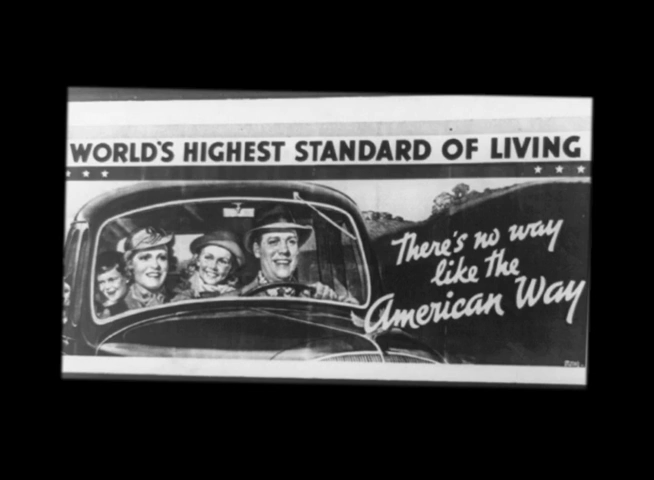 WORLD'S HIGHEST STANDARD OF LIVING
There's no way
like the
American Way